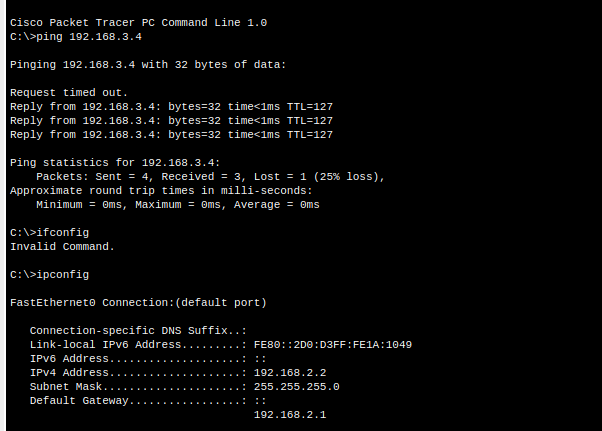 Cisco Packet Tracer PC Command Line 1.0
C:\>ping 192.168.3.4
Pinging 192.168.3.4 with 32 bytes of data:
Request timed out.
Reply from 192.168.3.4: bytes=32 time<1ms TTL=127
Reply from 192.168.3.4: bytes=32 time<1ms TTL=127
Reply from 192.168.3.4: bytes=32 time<1ms TTL=127
Ping statistics for 192.168.3.4:
    Packets: Sent = 4, Received = 3, Lost = 1 (25% loss),
Approximate round trip times in milli-seconds:
    Minimum = 0ms, Maximum = 0ms, Average = 0ms
C:\>ifconfig
Invalid Command.
C:\>ipconfig
FastEthernet0 Connection:(default port)
   Connection-specific DNS Suffix..:
   Link-local IPv6 Address.........: FE80::2D0:D3FF:FE1A:1049
   IPv6 Address....................: ::
   IPv4 Address....................: 192.168.2.2
   Subnet Mask.....................: 255.255.255.0
   Default Gateway.................: ::
                                     192.168.2.1